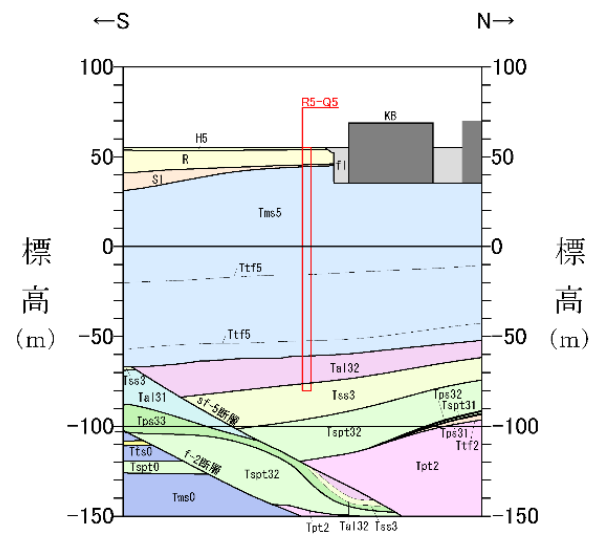 ←S
N→
100
100
R5-Q5
KB
H5
50
50
R
fl
Sl
Tms5
0
0
標高(m)
標高(m)
Ttf5
Ttf5
-50
-50
Tal32
Tss3
Tss3
Tal31
sf-5断層
Tps32
Tspt31
Tps33
-100
-100
Tspt32
Tps31
Ttf2
Tts0
f-2断層
Tspt0
Tspt32
Tpt2
Tms0
-150
-150
Tpt2
Tal32
Tss3